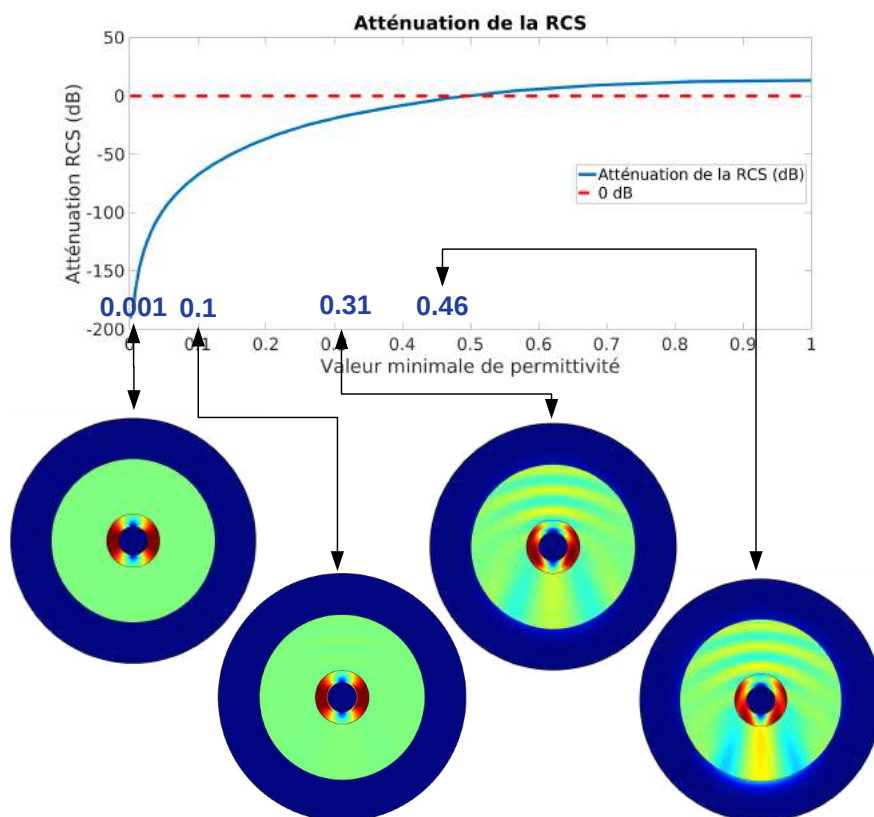 Atténuation de la RCS
50
0
-50
-100
-150
-200
Atténuation RCS (dB)
Atténuation de la RCS (dB)
0 dB
0.001 0.1 0.31 0.46
0 0.1 0.2 0.3 0.4 0.5 0.6 0.7 0.8 0.9 1
Valeur minimale de permittivité